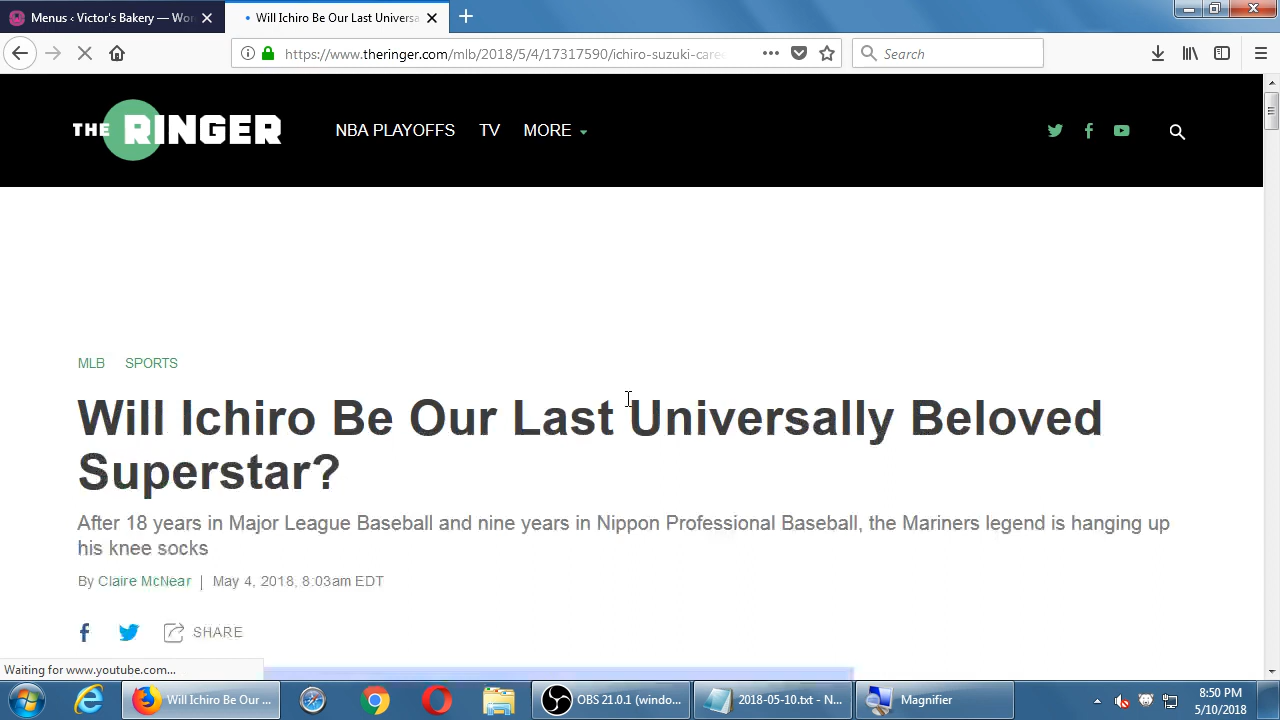 Menus ‹ Victor's Bakery — Wor
Will Ichiro Be Our Last Universa
https://www.theringer.com/mlb/2018/5/4/17317590/ichiro-suzuki-care
Search
THE RINGER
NBA PLAYOFFS TV MORE
MLB SPORTS
Will Ichiro Be Our Last Universally Beloved
Superstar?
After 18 years in Major League Baseball and nine years in Nippon Professional Baseball, the Mariners legend is hanging up
his knee socks
By Claire McNear | May 4, 2018, 8:03am EDT
SHARE
Waiting for www.youtube.com...
Will Ichiro Be Our ...
OBS 21.0.1 (windo...
2018-05-10.txt - N...
Magnifier
8:50 PM
5/10/2018